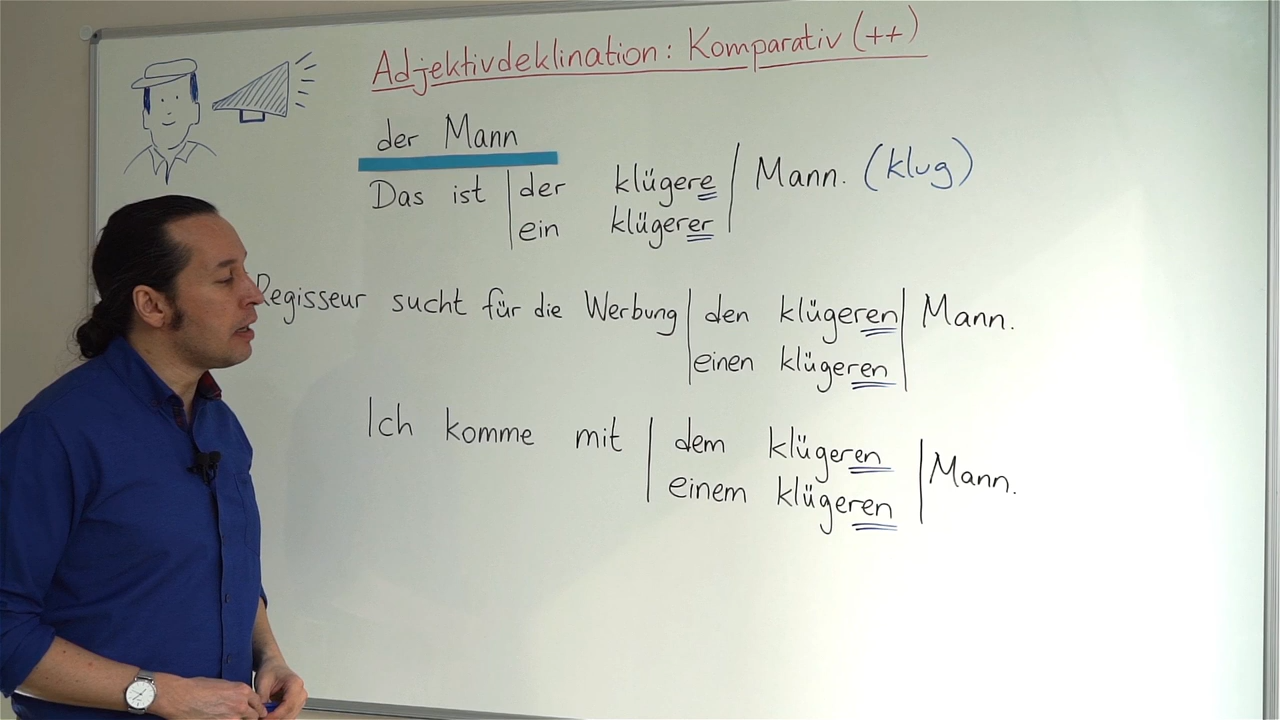 Adjektivdeklination: Komparativ (++)
der Mann
Das ist | der klügere | Mann. (klug)
ein klügerer
Regisseur sucht für die Werbung | den klügeren | Mann.
einen klügeren
Ich komme mit | dem klügeren | Mann.
einem klügeren